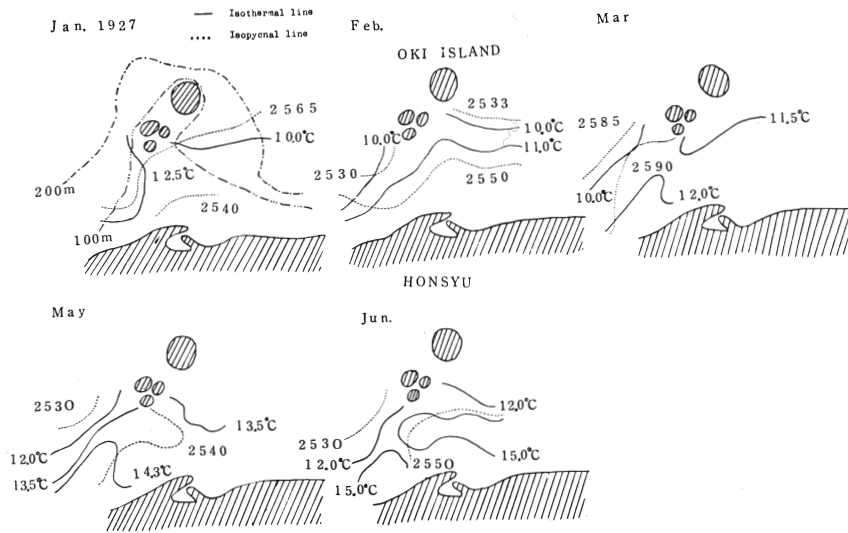 Jan, 1927
Isothermal line
Isopycnal line
2565
10.0°C
12.5°C
2540
200m
100m
Feb.
OKI ISLAND
2533
10.0°C
10.0°C
11.0°C
2530
2550
Mar
2585
11.5°C
2590
10.0°C
12.0°C
HONSYU
May
2530
13.5°C
2540
12.0°C
14.3°C
13.5°C
Jun.
12.0°C
2530
15.0°C
12.0°C
2550
15.0°C